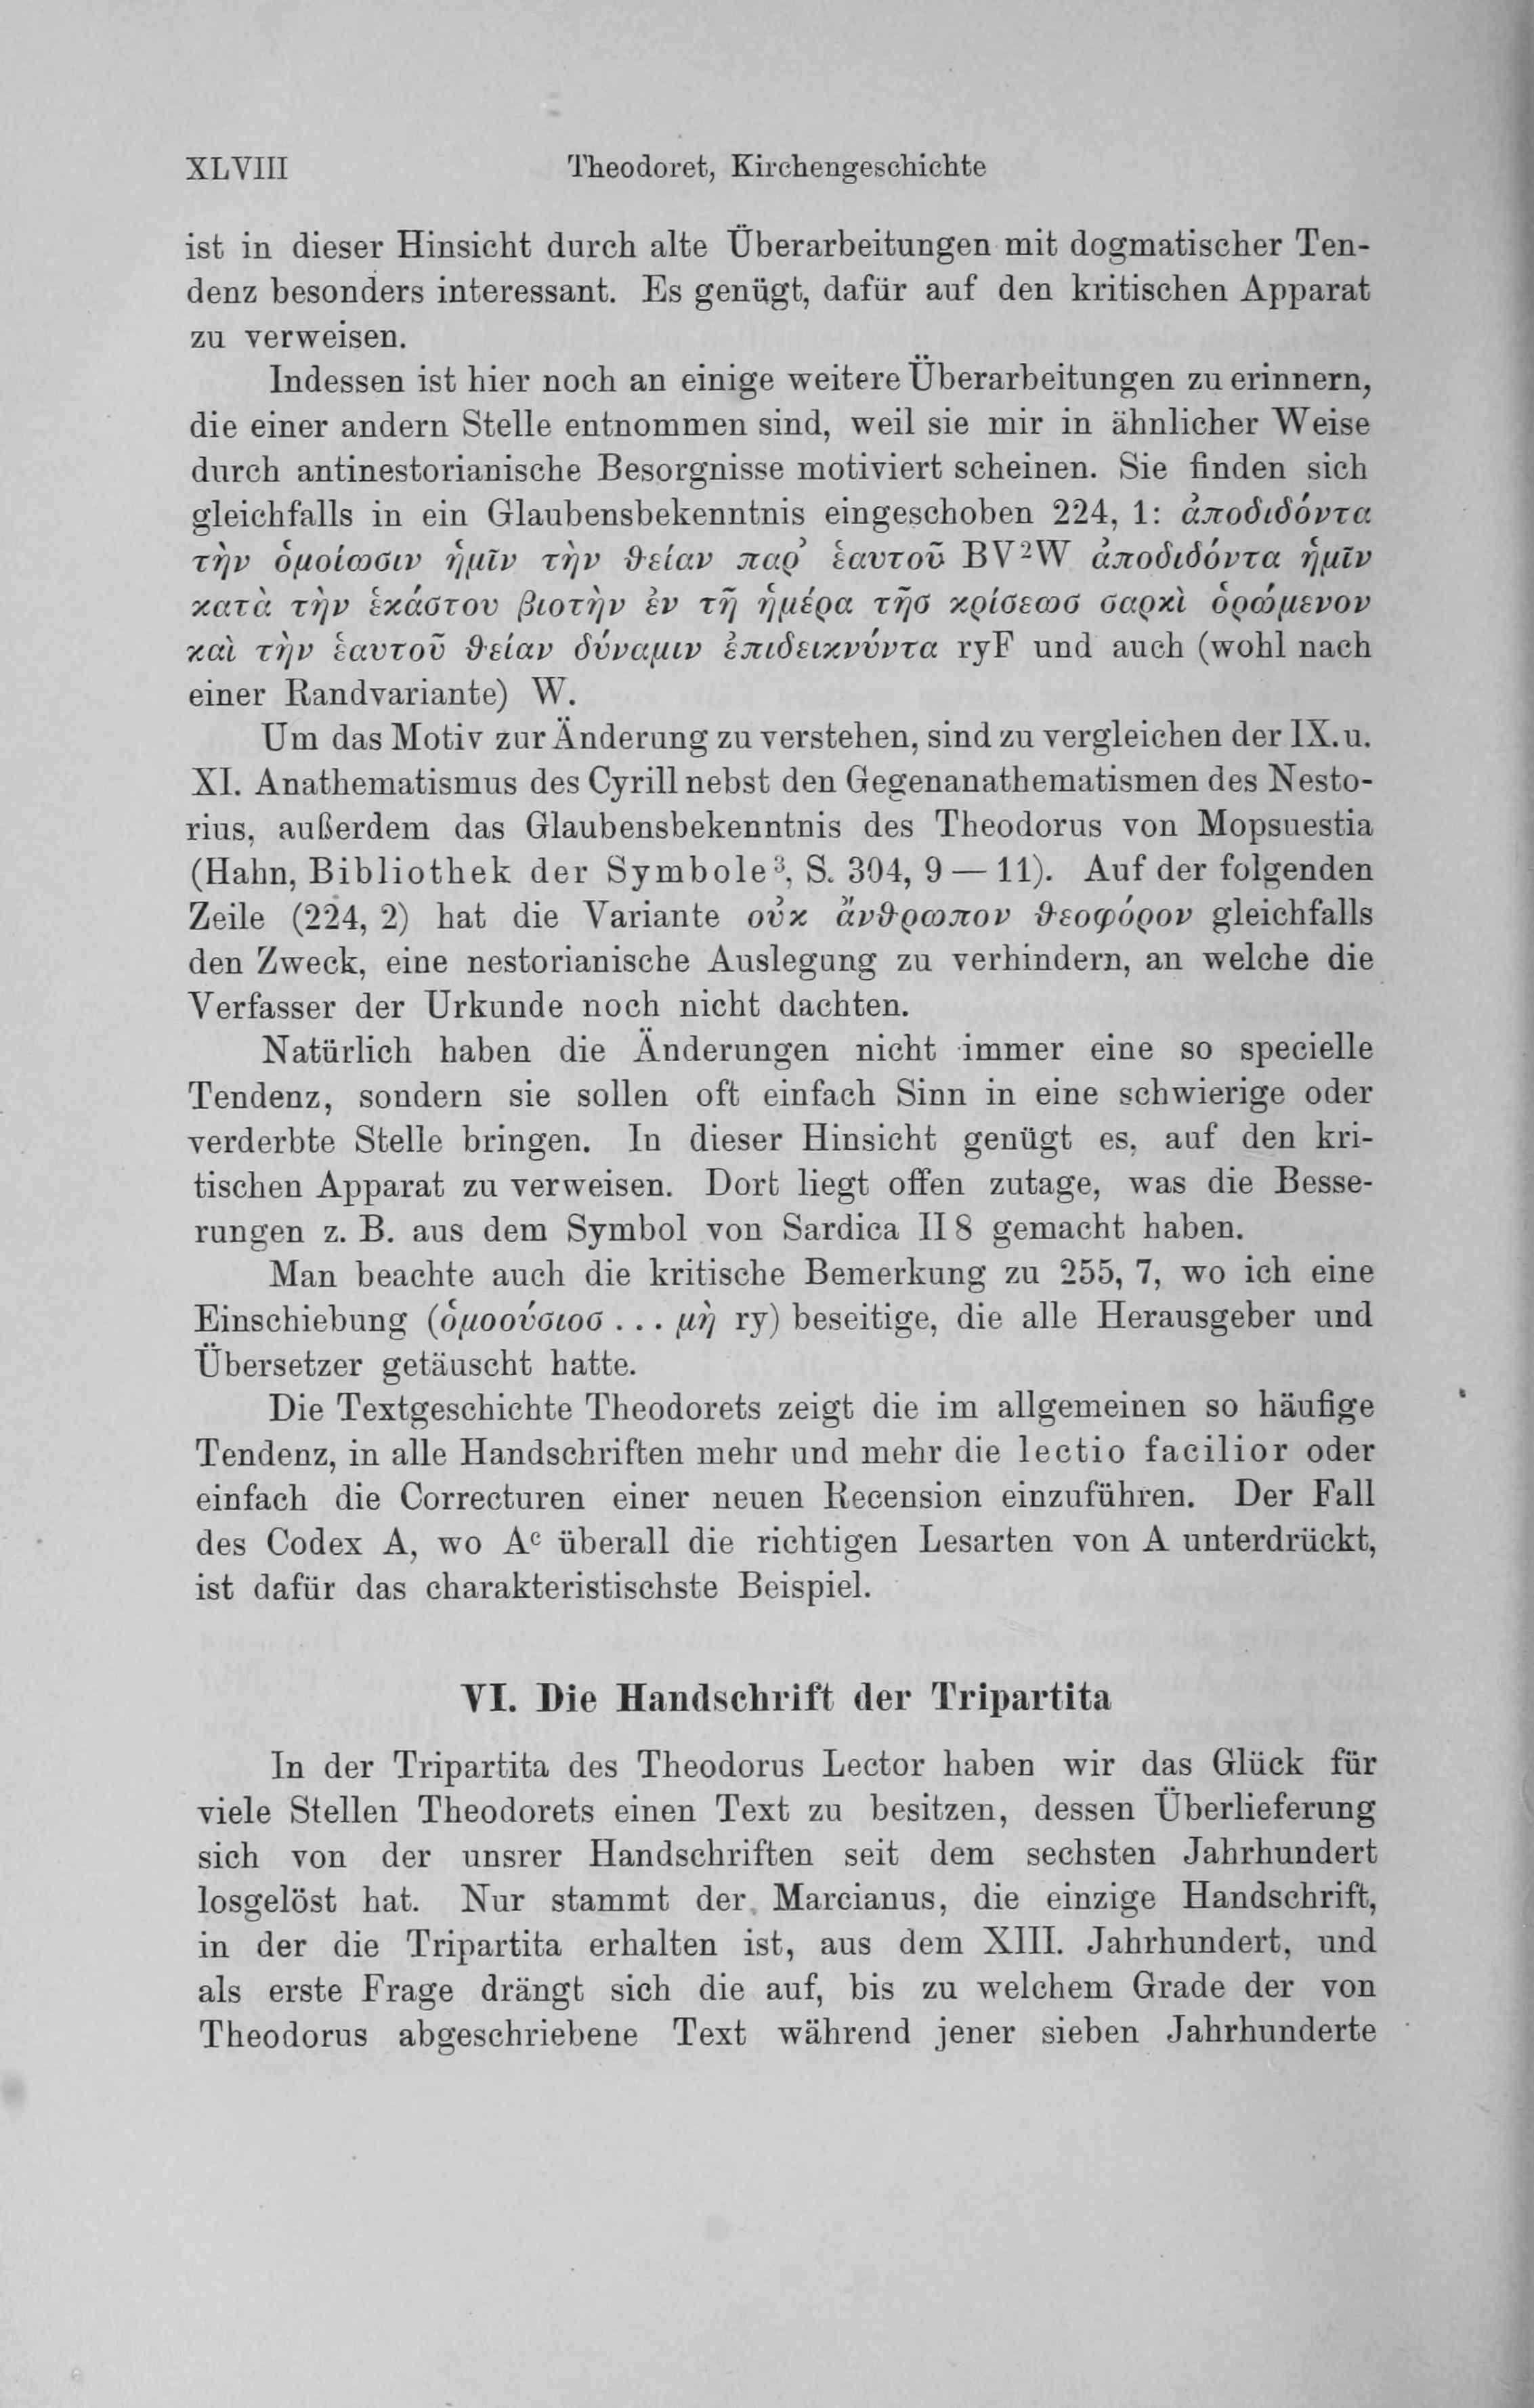 XLVIII Theodoret, Kirchengeschichte
ist in dieser Hinsicht durch alte Überarbeitungen mit dogmatischer Ten-
denz besonders interessant. Es genügt, dafür auf den kritischen Apparat
zu verweisen.
Indessen ist hier noch an einige weitere Überarbeitungen zu erinnern,
die einer andern Stelle entnommen sind, weil sie mir in ähnlicher Weise
durch antinestorianische Besorgnisse motiviert scheinen. Sie finden sich
gleichfalls in ein Glaubensbekenntnis eingeschoben 224, 1: ἀποδιδόντα
τὴν ὁμοίωσιν ἡμῖν τὴν θείαν παρ’ ἑαυτοῦ BV²W ἀποδιδόντα ἡμῖν
κατὰ τὴν ἑκάστου βιοτὴν ἐν τῇ ἡμέρα τῆσ κρίσεωσ σαρκὶ ὁρώμενον
καὶ τὴν ἑαυτοῦ θείαν δύναμιν ἐπιδεικνύντα ryF und auch (wohl nach
einer Randvariante) W.
Um das Motiv zur Änderung zu verstehen, sind zu vergleichen der IX. u.
XI. Anathematismus des Cyrill nebst den Gegenanathematismen des Nesto-
rius, außerdem das Glaubensbekenntnis des Theodorus von Mopsuestia
(Hahn, Bibliothek der Symbole³, S. 304, 9 — 11). Auf der folgenden
Zeile (224, 2) hat die Variante οὐκ ἄνθρωπον θεοφόρον gleichfalls
den Zweck, eine nestorianische Auslegung zu verhindern, an welche die
Verfasser der Urkunde noch nicht dachten.
Natürlich haben die Änderungen nicht immer eine so specielle
Tendenz, sondern sie sollen oft einfach Sinn in eine schwierige oder
verderbte Stelle bringen. In dieser Hinsicht genügt es, auf den kri-
tischen Apparat zu verweisen. Dort liegt offen zutage, was die Besse-
rungen z. B. aus dem Symbol von Sardica II 8 gemacht haben.
Man beachte auch die kritische Bemerkung zu 255, 7, wo ich eine
Einschiebung (ὁμοούσιοσ . . . μὴ ry) beseitige, die alle Herausgeber und
Übersetzer getäuscht hatte.
Die Textgeschichte Theodorets zeigt die im allgemeinen so häufige
Tendenz, in alle Handschriften mehr und mehr die lectio facilior oder
einfach die Correcturen einer neuen Recension einzuführen. Der Fall
des Codex A, wo Aᶜ überall die richtigen Lesarten von A unterdrückt,
ist dafür das charakteristischste Beispiel.
VI. Die Handschrift der Tripartita
In der Tripartita des Theodorus Lector haben wir das Glück für
viele Stellen Theodorets einen Text zu besitzen, dessen Überlieferung
sich von der unsrer Handschriften seit dem sechsten Jahrhundert
losgelöst hat. Nur stammt der Marcianus, die einzige Handschrift,
in der die Tripartita erhalten ist, aus dem XIII. Jahrhundert, und
als erste Frage drängt sich die auf, bis zu welchem Grade der von
Theodorus abgeschriebene Text während jener sieben Jahrhunderte